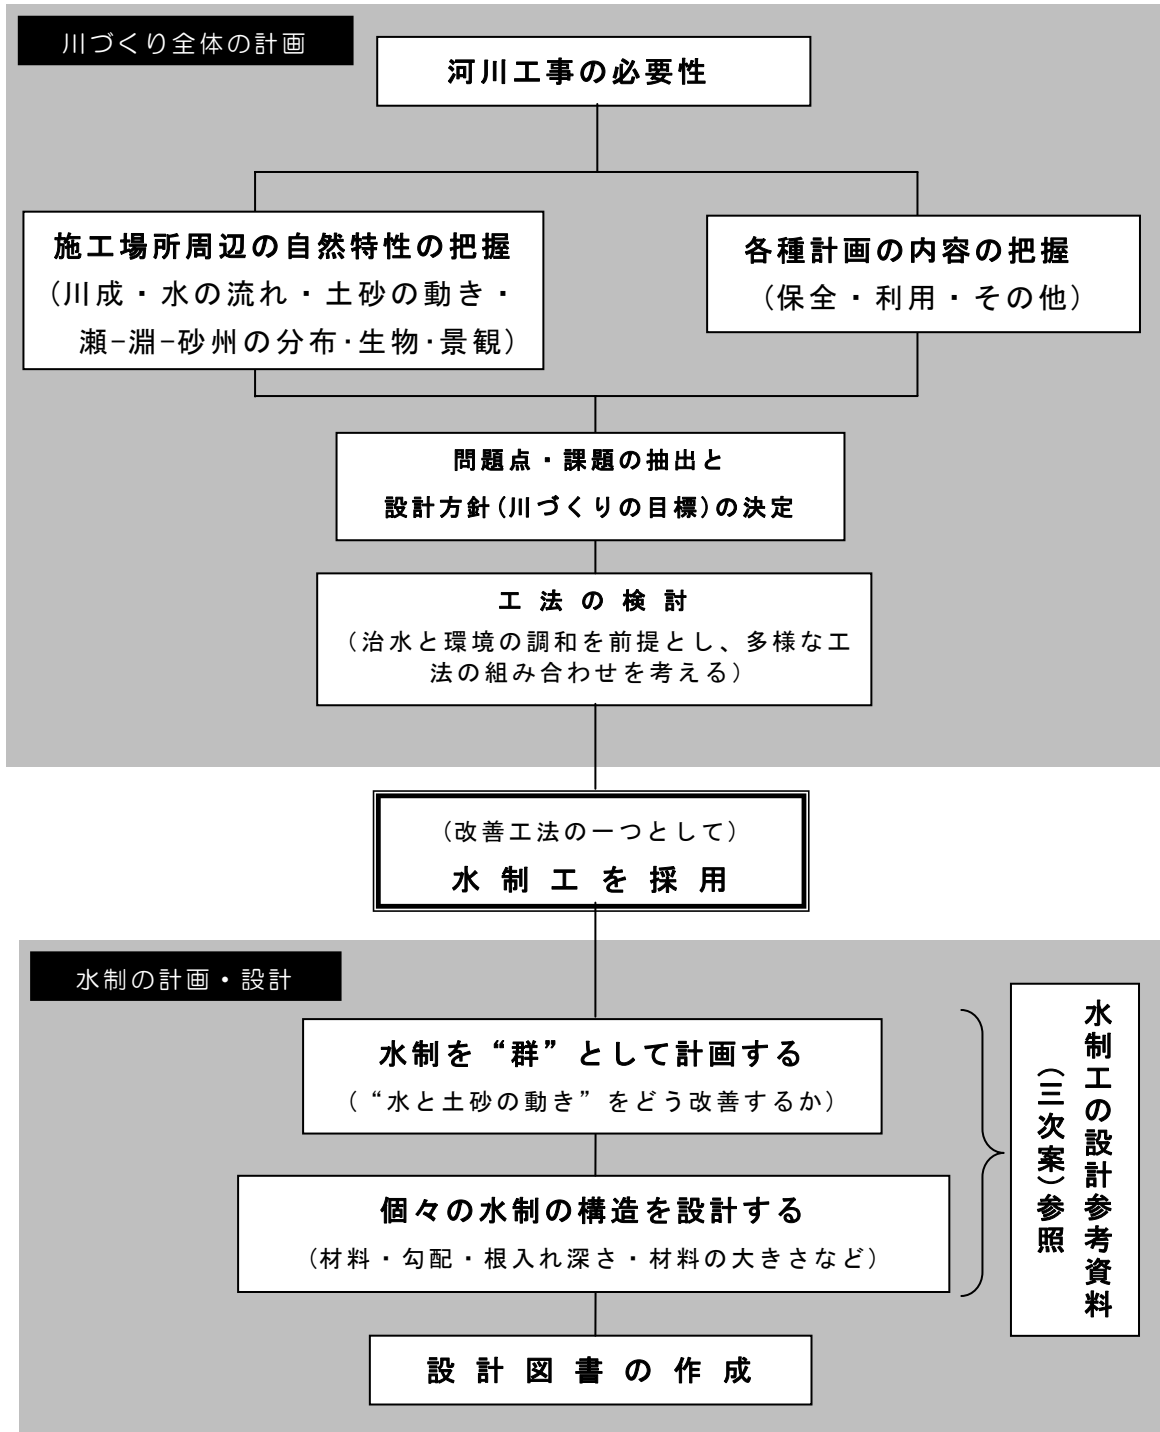 川づくり全体の計画
河川工事の必要性
施工場所周辺の自然特性の把握
(川成・水の流れ・土砂の動き・
瀬-淵-砂州の分布・生物・景観)
各種計画の内容の把握
(保全・利用・その他)
問題点・課題の抽出と
設計方針(川づくりの目標)の決定
工法の検討
(治水と環境の調和を前提とし、多様な工
法の組み合わせを考える)
(改善工法の一つとして)
水制工を採用
水制の計画・設計
水制を“群”として計画する
(“水と土砂の動き”をどう改善するか)
個々の水制の構造を設計する
(材料・勾配・根入れ深さ・材料の大きさなど)
設計図書の作成
水制工の設計参考資料
(三次案)参照